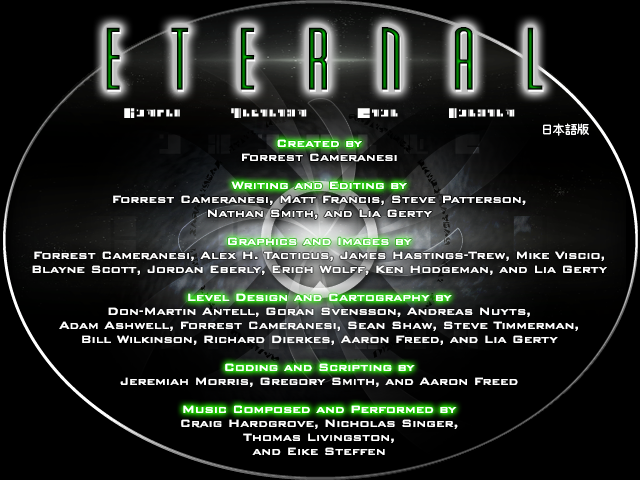 ETERNAL
日本語版
Created by
Forrest Cameranesi
Writing and Editing by
Forrest Cameranesi, Matt Francis, Steve Patterson,
Nathan Smith, and Lia Gerty
Graphics and Images by
Forrest Cameranesi, Alex H. Tacticus, James Hastings-Trew, Mike Viscio,
Blayne Scott, Jordan Eberly, Erich Wolff, Ken Hodgeman, and Lia Gerty
Level Design and Cartography by
Don-Martin Antell, Goran Svensson, Andreas Nuyts,
Adam Ashwell, Forrest Cameranesi, Sean Shaw, Steve Timmerman,
Bill Wilkinson, Richard Dierkes, Aaron Freed, and Lia Gerty
Coding and Scripting by
Jeremiah Morris, Gregory Smith, and Aaron Freed
Music Composed and Performed by
Craig Hardgrove, Nicholas Singer,
Thomas Livingston,
and Eike Steffen